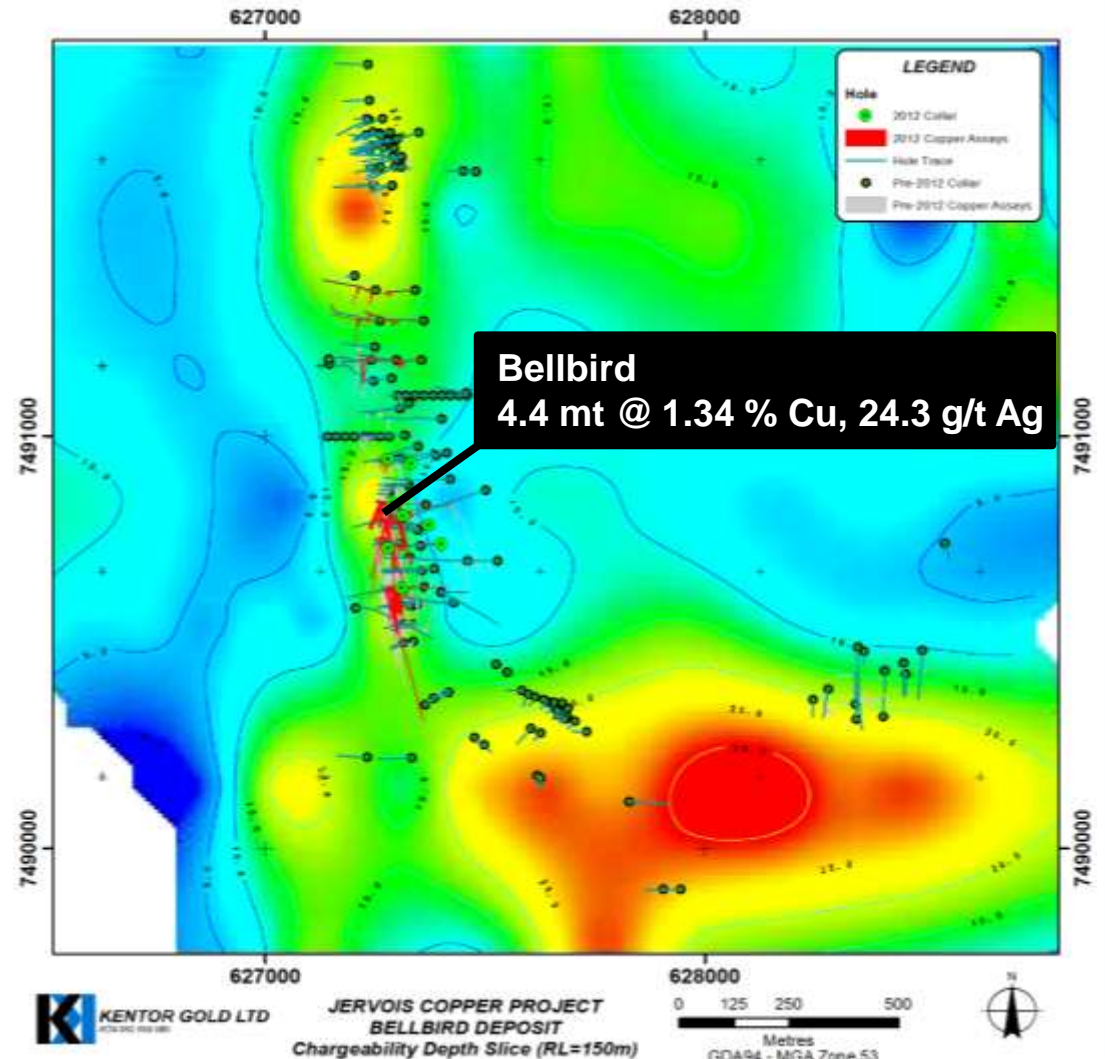 627000
628000
LEGEND
Hole
2012 Collar
2012 Copper Assays
Hole Trace
Pre-2012 Collar
Pre-2012 Copper Assays
Bellbird
4.4 mt @ 1.34 % Cu, 24.3 g/t Ag
7491000
7491000
7490000
7490000
627000
628000
KENTOR GOLD LTD
JERVOIS COPPER PROJECT
BELLBIRD DEPOSIT
Chargeability Depth Slice (RL=150m)
0 125 250 500
Metres
GDA94 - MGA Zone 53
N